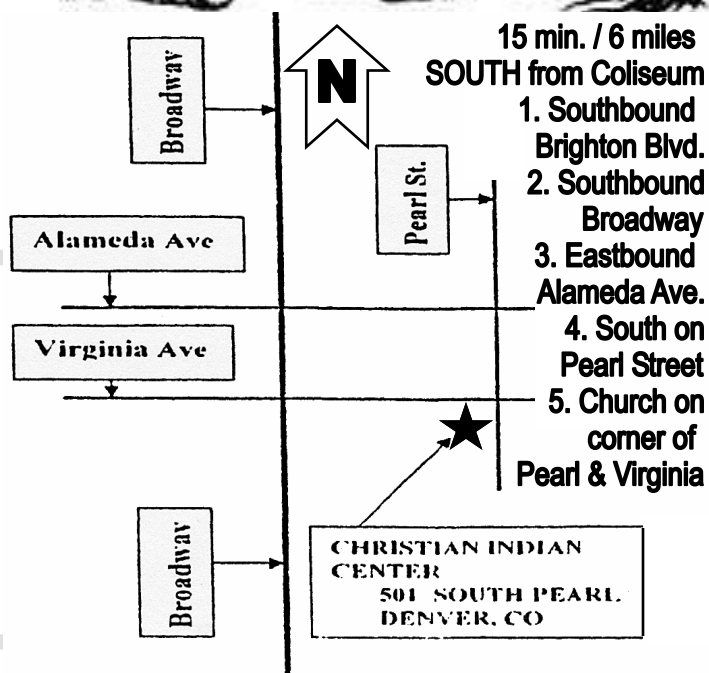 15 min. / 6 miles
SOUTH from Coliseum
1. Southbound
Brighton Blvd.
2. Southbound
Broadway
3. Eastbound
Alameda Ave.
4. South on
Pearl Street
5. Church on
corner of
Pearl & Virginia
N
Broadway
Pearl St.
Alameda Ave
Virginia Ave
Broadway
CHRISTIAN INDIAN
CENTER
501 SOUTH PEARL
DENVER, CO